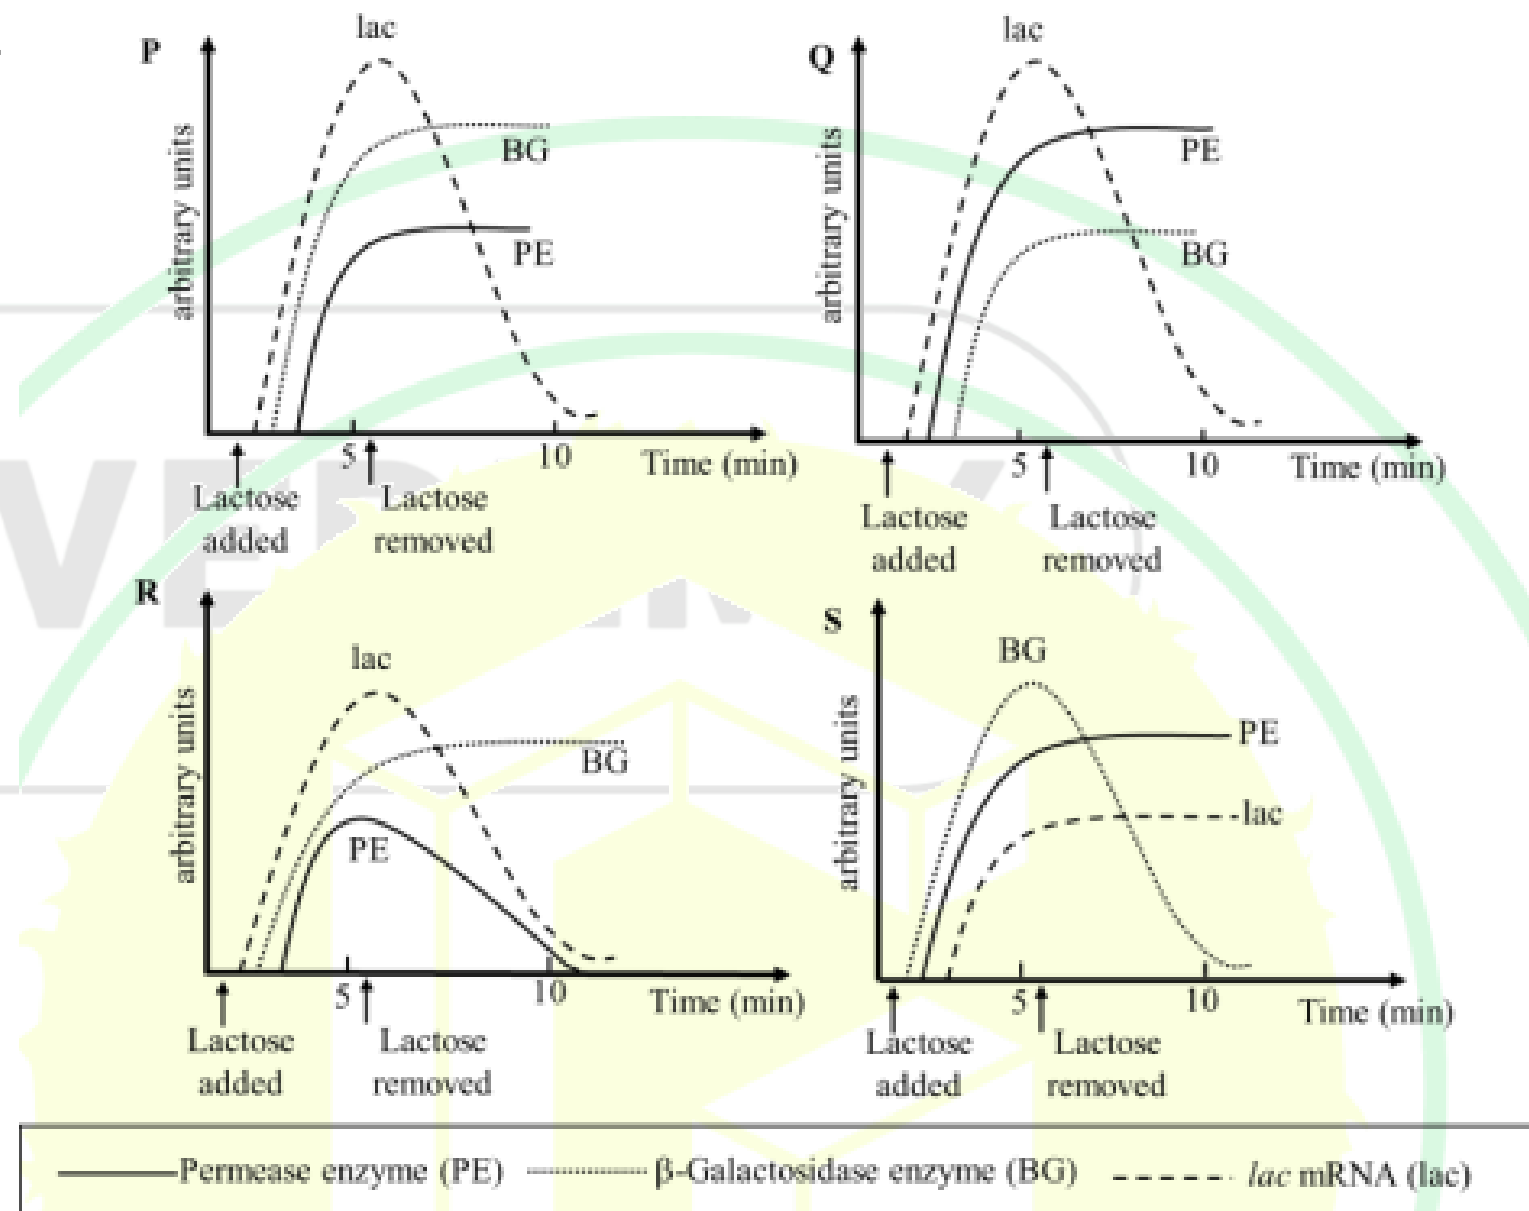 P
lac
arbitrary units
BG
PE
5
10
Time (min)
Lactose added
Lactose removed
Q
lac
arbitrary units
PE
BG
5
10
Time (min)
Lactose added
Lactose removed
R
lac
arbitrary units
BG
PE
5
10
Time (min)
Lactose added
Lactose removed
S
BG
arbitrary units
PE
lac
5
10
Time (min)
Lactose added
Lactose removed
Permease enzyme (PE) β-Galactosidase enzyme (BG) lac mRNA (lac)